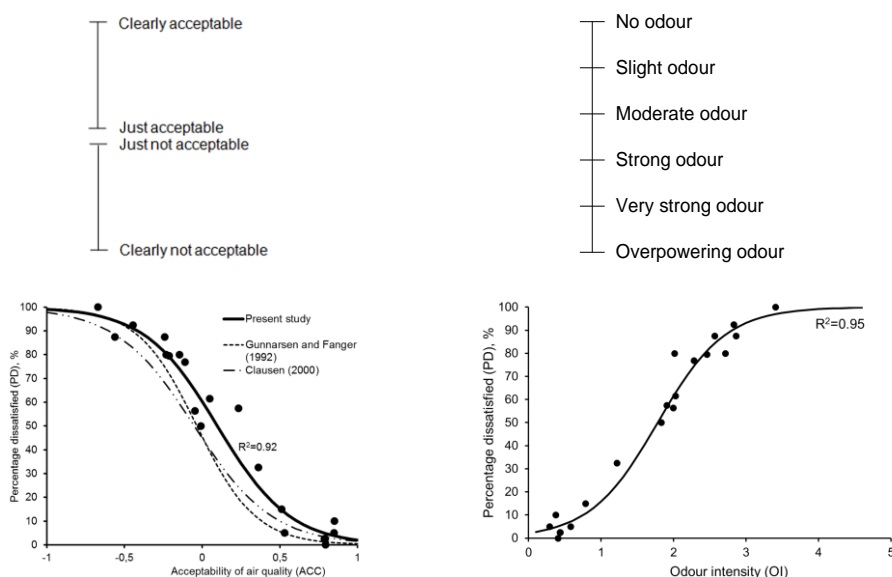 Clearly acceptable
Just acceptable
Just not acceptable
Clearly not acceptable
No odour
Slight odour
Moderate odour
Strong odour
Very strong odour
Overpowering odour
Percentage dissatisfied (PD), %
100
90
80
70
60
50
40
30
20
10
0
Present study
Gunnarsen and Fanger
(1992)
Clausen (2000)
R²=0.92
-1
-0,5
0
0,5
1
Acceptability of air quality (ACC)
Percentage dissatisfied (PD), %
100
90
80
70
60
50
40
30
20
10
0
R²=0.95
0
1
2
3
4
5
Odour intensity (OI)